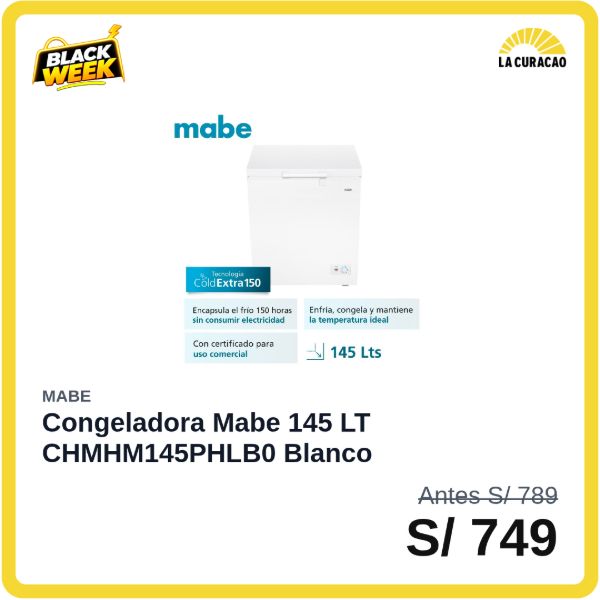 BLACK
WEEK
LA CURACAO
mabe
Tecnología
ColdExtra150
Encapsula el frío 150 horas
sin consumir electricidad
Enfría, congela y mantiene
la temperatura ideal
Con certificado para
uso comercial
145 Lts
MABE
Congeladora Mabe 145 LT
CHMHM145PHLB0 Blanco
Antes S/ 789
S/ 749